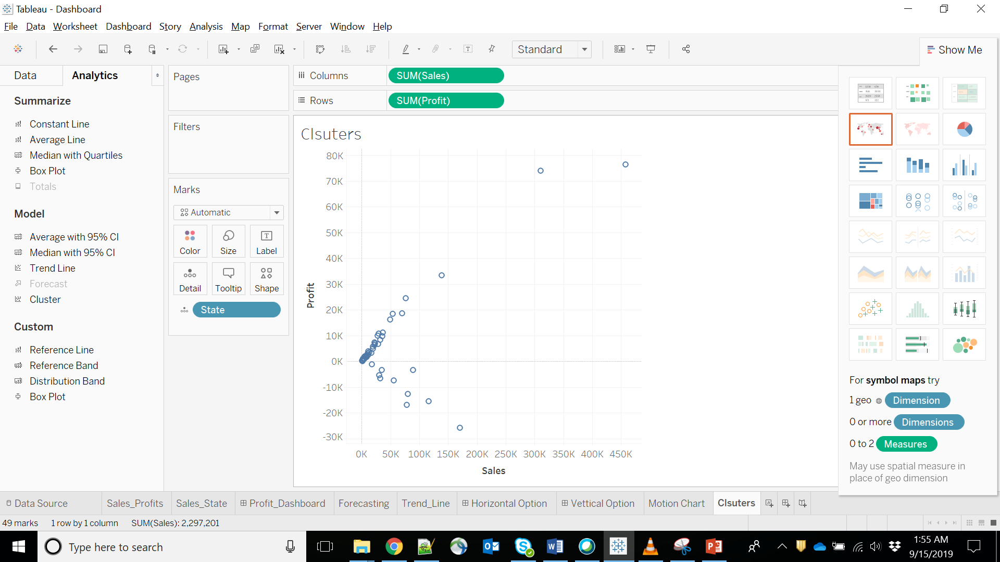 Tableau - Dashboard
File Data Worksheet Dashboard Story Analysis Map Format Server Window Help
Standard
Show Me
Data
Analytics
Summarize
Constant Line
Average Line
Median with Quartiles
Box Plot
Totals
Model
Average with 95% CI
Median with 95% CI
Trend Line
Forecast
Cluster
Custom
Reference Line
Reference Band
Distribution Band
Box Plot
Pages
Filters
Marks
Automatic
Color
Size
Label
Detail
Tooltip
Shape
State
Columns
SUM(Sales)
Rows
SUM(Profit)
Clsuters
80K
70K
60K
50K
40K
30K
20K
10K
0K
-10K
-20K
-30K
Profit
0K 50K 100K 150K 200K 250K 300K 350K 400K 450K
Sales
For symbol maps try
1 geo Dimension
0 or more Dimensions
0 to 2 Measures
May use spatial measure in
place of geo dimension
Data Source
Sales_Profits
Sales_State
Profit_Dashboard
Forecasting
Trend_Line
Horizontal Option
Vettical Option
Motion Chart
Clsuters
49 marks 1 row by 1 column SUM(Sales): 2,297,201
Type here to search
1:55 AM
9/15/2019